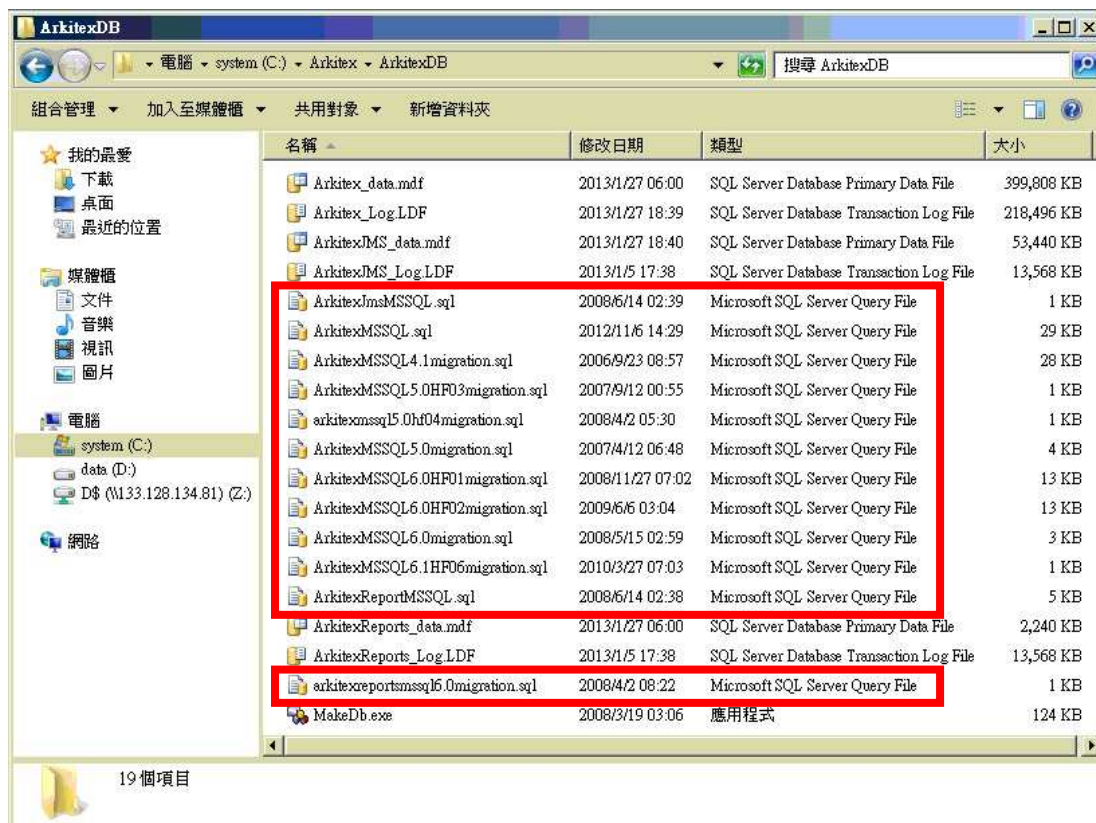 ArkitexDB
電腦 system (C:) Arkitex ArkitexDB 搜尋 ArkitexDB
組合管理 加入至媒體櫃 共用對象 新增資料夾
我的最愛
下載
桌面
最近的位置
媒體櫃
文件
音樂
視訊
圖片
電腦
system (C:)
data (D:)
D$ (\\133.128.134.81) (Z:)
網路
名稱 修改日期 類型 大小
Arkitex_data.mdf 2013/1/27 06:00 SQL Server Database Primary Data File 399,808 KB
Arkitex_Log.LDF 2013/1/27 18:39 SQL Server Database Transaction Log File 218,496 KB
ArkitexJMS_data.mdf 2013/1/27 18:40 SQL Server Database Primary Data File 53,440 KB
ArkitexJMS_Log.LDF 2013/1/5 17:38 SQL Server Database Transaction Log File 13,568 KB
ArkitexJmsMSSQL.sql 2008/6/14 02:39 Microsoft SQL Server Query File 1 KB
ArkitexMSSQL.sql 2012/11/6 14:29 Microsoft SQL Server Query File 29 KB
ArkitexMSSQL4.1migration.sql 2006/9/23 08:57 Microsoft SQL Server Query File 28 KB
ArkitexMSSQL5.0HF03migration.sql 2007/9/12 00:55 Microsoft SQL Server Query File 1 KB
arkitexmssql5.0hf04migration.sql 2008/4/2 05:30 Microsoft SQL Server Query File 1 KB
ArkitexMSSQL5.0migration.sql 2007/4/12 06:48 Microsoft SQL Server Query File 4 KB
ArkitexMSSQL6.0HF01migration.sql 2008/11/27 07:02 Microsoft SQL Server Query File 13 KB
ArkitexMSSQL6.0HF02migration.sql 2009/6/6 03:04 Microsoft SQL Server Query File 13 KB
ArkitexMSSQL6.0migration.sql 2008/5/15 02:59 Microsoft SQL Server Query File 3 KB
ArkitexMSSQL6.1HF06migration.sql 2010/3/27 07:03 Microsoft SQL Server Query File 1 KB
ArkitexReportMSSQL.sql 2008/6/14 02:38 Microsoft SQL Server Query File 5 KB
ArkitexReports_data.mdf 2013/1/27 06:00 SQL Server Database Primary Data File 2,240 KB
ArkitexReports_Log.LDF 2013/1/5 17:38 SQL Server Database Transaction Log File 13,568 KB
arkitexreportsmssql6.0migration.sql 2008/4/2 08:22 Microsoft SQL Server Query File 1 KB
MakeDb.exe 2008/3/19 03:06 應用程式 124 KB
19 個項目